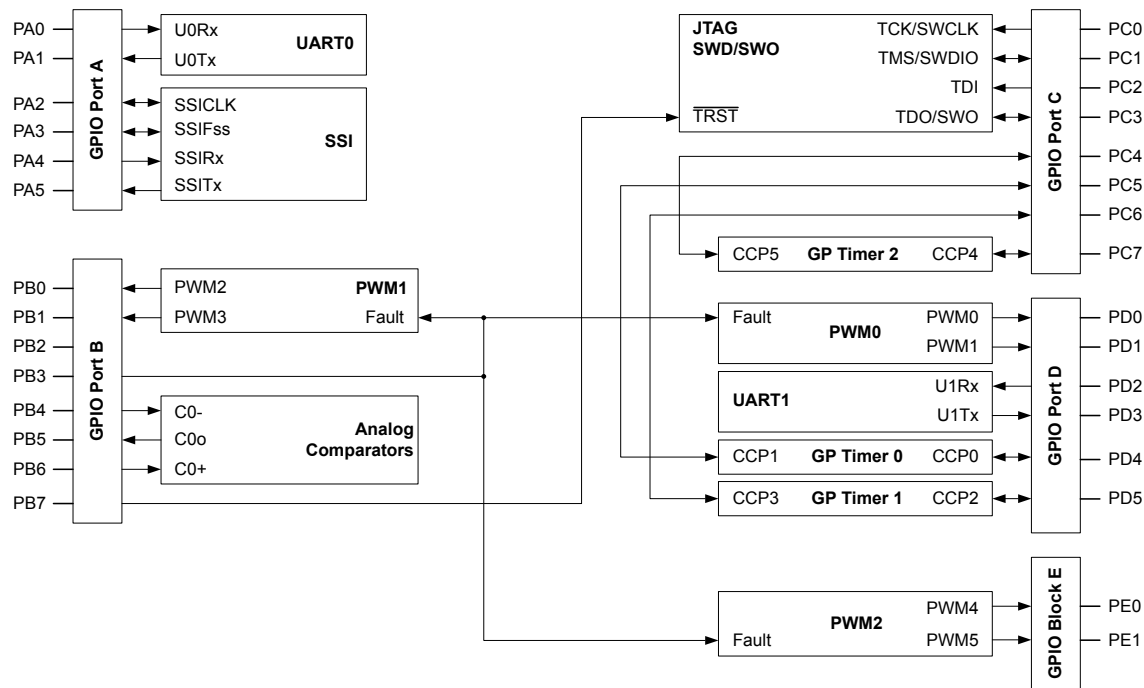 PA0
PA1
PA2
PA3
PA4
PA5
GPIO Port A
U0Rx
U0Tx
UART0
SSICLK
SSIFss
SSIRx
SSITx
SSI
PB0
PB1
PB2
PB3
PB4
PB5
PB6
PB7
GPIO Port B
PWM2
PWM3
PWM1
Fault
C0-
C0o
C0+
Analog
Comparators
JTAG
SWD/SWO
TRST
TCK/SWCLK
TMS/SWDIO
TDI
TDO/SWO
CCP5 GP Timer 2 CCP4
GPIO Port C
PC0
PC1
PC2
PC3
PC4
PC5
PC6
PC7
Fault
PWM0
PWM0
PWM1
UART1
U1Rx
U1Tx
CCP1 GP Timer 0 CCP0
CCP3 GP Timer 1 CCP2
GPIO Port D
PD0
PD1
PD2
PD3
PD4
PD5
Fault
PWM2
PWM4
PWM5
GPIO Block E
PE0
PE1